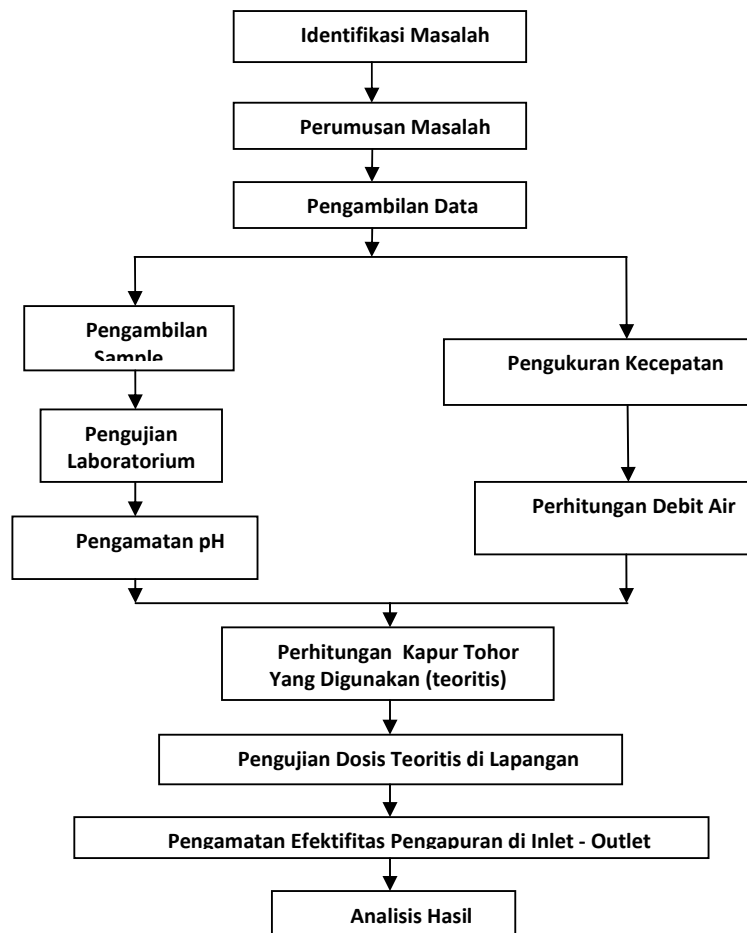 Identifikasi Masalah
Perumusan Masalah
Pengambilan Data
Pengambilan
Sample
Pengujian
Laboratorium
Pengamatan pH
Pengukuran Kecepatan
Perhitungan Debit Air
Perhitungan Kapur Tohor
Yang Digunakan (teoritis)
Pengujian Dosis Teoritis di Lapangan
Pengamatan Efektifitas Pengapuran di Inlet - Outlet
Analisis Hasil